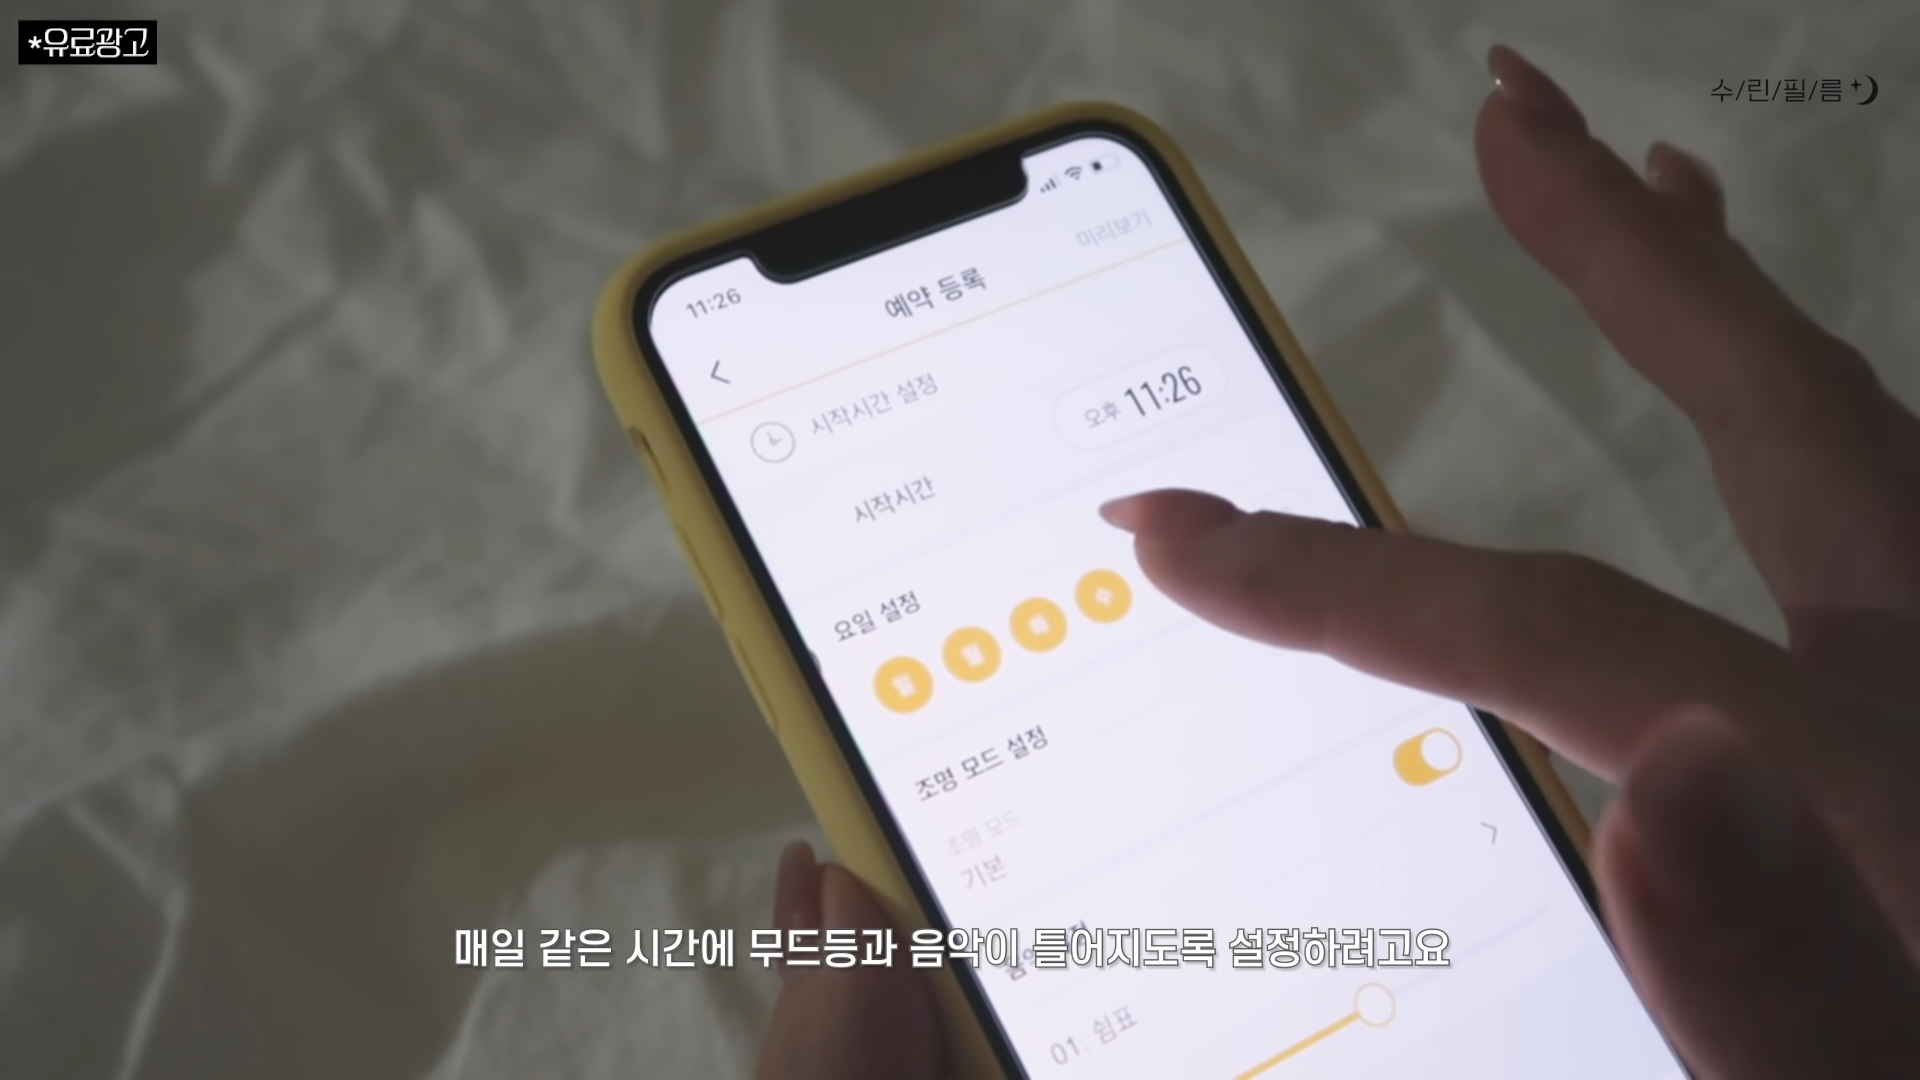 *유료광고
수/린/필/름
11:26
미리보기
예약 등록
시작시간 설정
시작시간
오후 11:26
요일 설정
일 월 화 수
조명 모드 설정
조명 모드
기본
매일 같은 시간에 무드등과 음악이 틀어지도록 설정하려고요
01. 쉼표